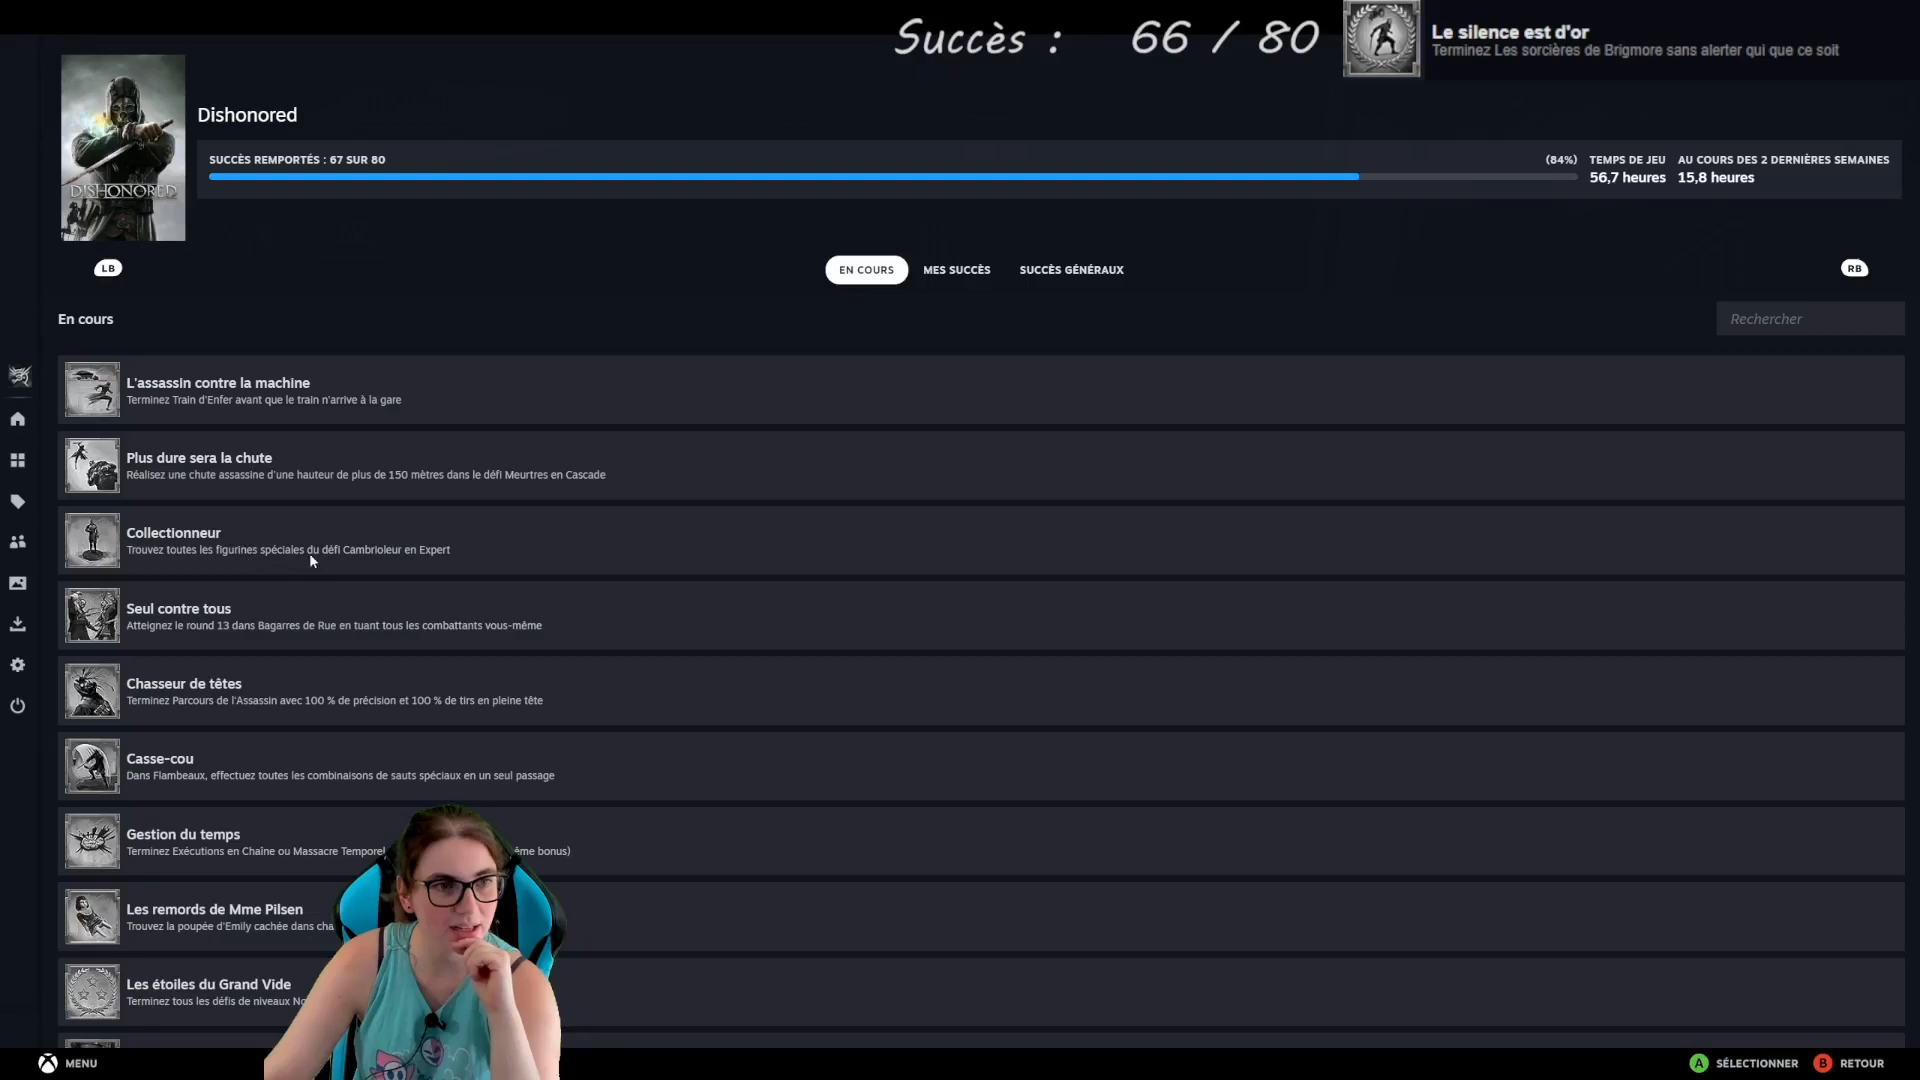 Succès : 66 / 80
Le silence est d'or
Terminez Les sorcières de Brigmore sans alerter qui que ce soit
DISHONORED
Dishonored
SUCCÈS REMPORTÉS : 67 SUR 80
(84%)
TEMPS DE JEU
AU COURS DES 2 DERNIÈRES SEMAINES
56,7 heures
15,8 heures
LB
EN COURS
MES SUCCÈS
SUCCÈS GÉNÉRAUX
RB
En cours
Rechercher
L'assassin contre la machine
Terminez Train d'Enfer avant que le train n'arrive à la gare
Plus dure sera la chute
Réalisez une chute assassine d'une hauteur de plus de 150 mètres dans le défi Meurtres en Cascade
Collectionneur
Trouvez toutes les figurines spéciales du défi Cambrioleur en Expert
Seul contre tous
Atteignez le round 13 dans Bagarres de Rue en tuant tous les combattants vous-même
Chasseur de têtes
Terminez Parcours de l'Assassin avec 100 % de précision et 100 % de tirs en pleine tête
Casse-cou
Dans Flambeaux, effectuez toutes les combinaisons de sauts spéciaux en un seul passage
Gestion du temps
Terminez Exécutions en Chaîne ou Massacre Temporel bonus)
Les remords de Mme Pilsen
Trouvez la poupée d'Emily cachée dans
Les étoiles du Grand Vide
Terminez tous les défis de niveaux
MENU
A SÉLECTIONNER
B RETOUR